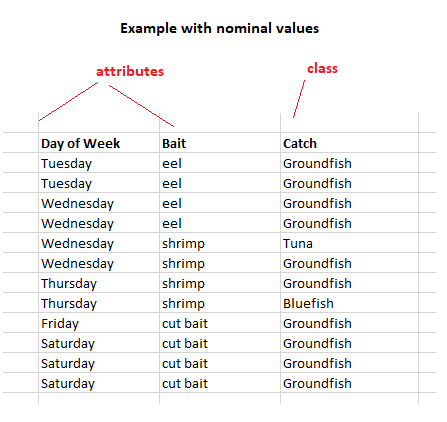 Example with nominal values
attributes class
Day of Week Bait Catch
Tuesday eel Groundfish
Tuesday eel Groundfish
Wednesday eel Groundfish
Wednesday eel Groundfish
Wednesday shrimp Tuna
Wednesday shrimp Groundfish
Thursday shrimp Groundfish
Thursday shrimp Bluefish
Friday cut bait Groundfish
Saturday cut bait Groundfish
Saturday cut bait Groundfish
Saturday cut bait Groundfish